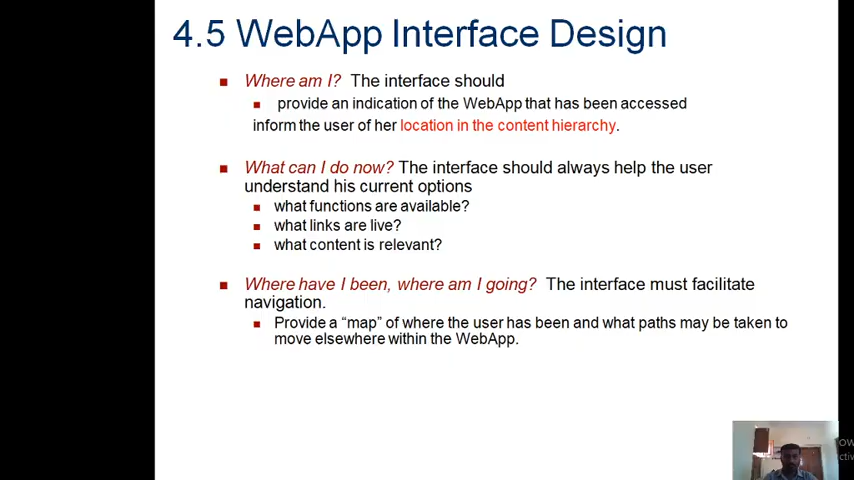 4.5 WebApp Interface Design
Where am I? The interface should
provide an indication of the WebApp that has been accessed
inform the user of her location in the content hierarchy.
What can I do now? The interface should always help the user
understand his current options
what functions are available?
what links are live?
what content is relevant?
Where have I been, where am I going? The interface must facilitate
navigation.
Provide a “map” of where the user has been and what paths may be taken to
move elsewhere within the WebApp.